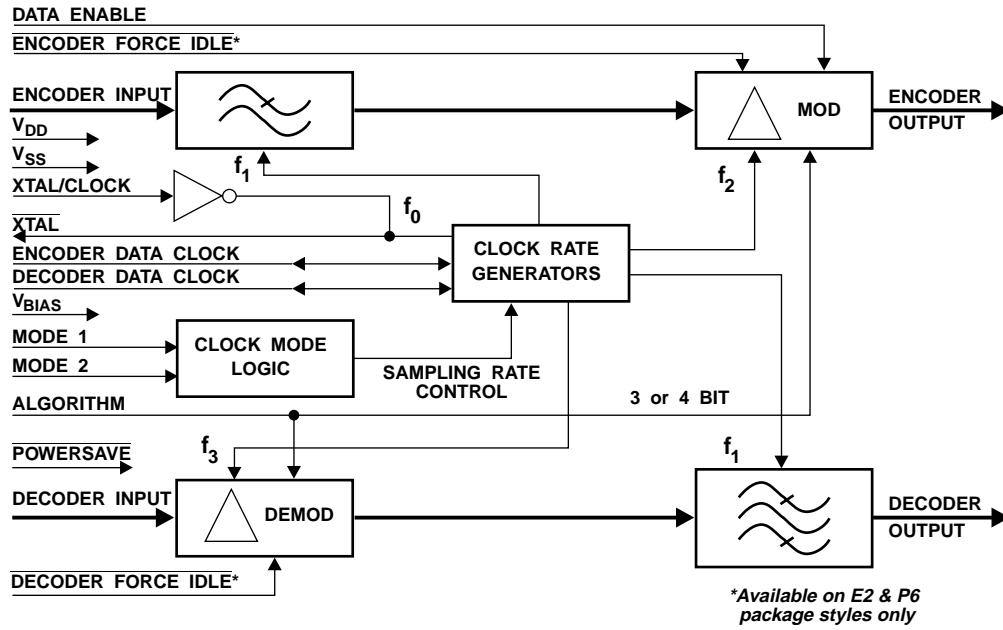 DATA ENABLE
ENCODER FORCE IDLE*
ENCODER INPUT
MOD
ENCODER
OUTPUT
VDD
VSS
f1
f2
XTAL/CLOCK
f0
XTAL
ENCODER DATA CLOCK
DECODER DATA CLOCK
CLOCK RATE
GENERATORS
VBIAS
MODE 1
MODE 2
CLOCK MODE
LOGIC
SAMPLING RATE
CONTROL
ALGORITHM
3 or 4 BIT
POWERSAVE
f3
f1
DECODER INPUT
DEMOD
DECODER
OUTPUT
DECODER FORCE IDLE*
*Available on E2 & P6
package styles only